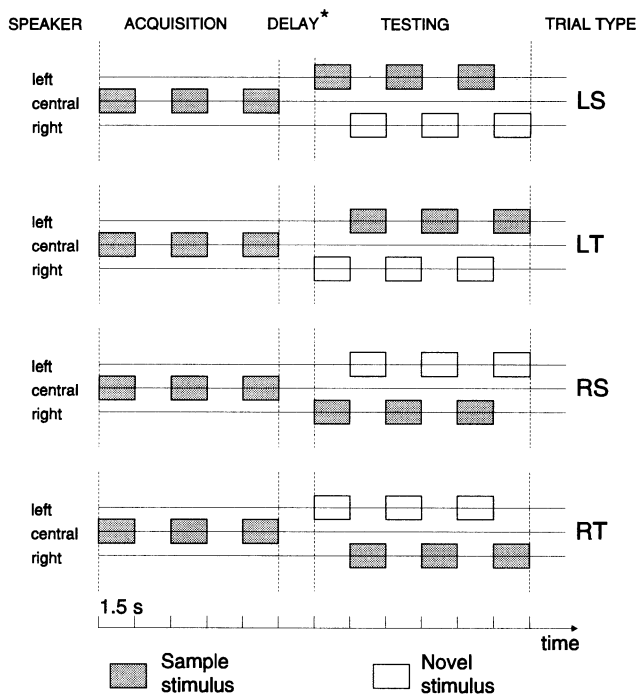 SPEAKER ACQUISITION DELAY* TESTING TRIAL TYPE
left
central LS
right
left
central LT
right
left
central RS
right
left
central RT
right
1.5 s
time
Sample stimulus
Novel stimulus